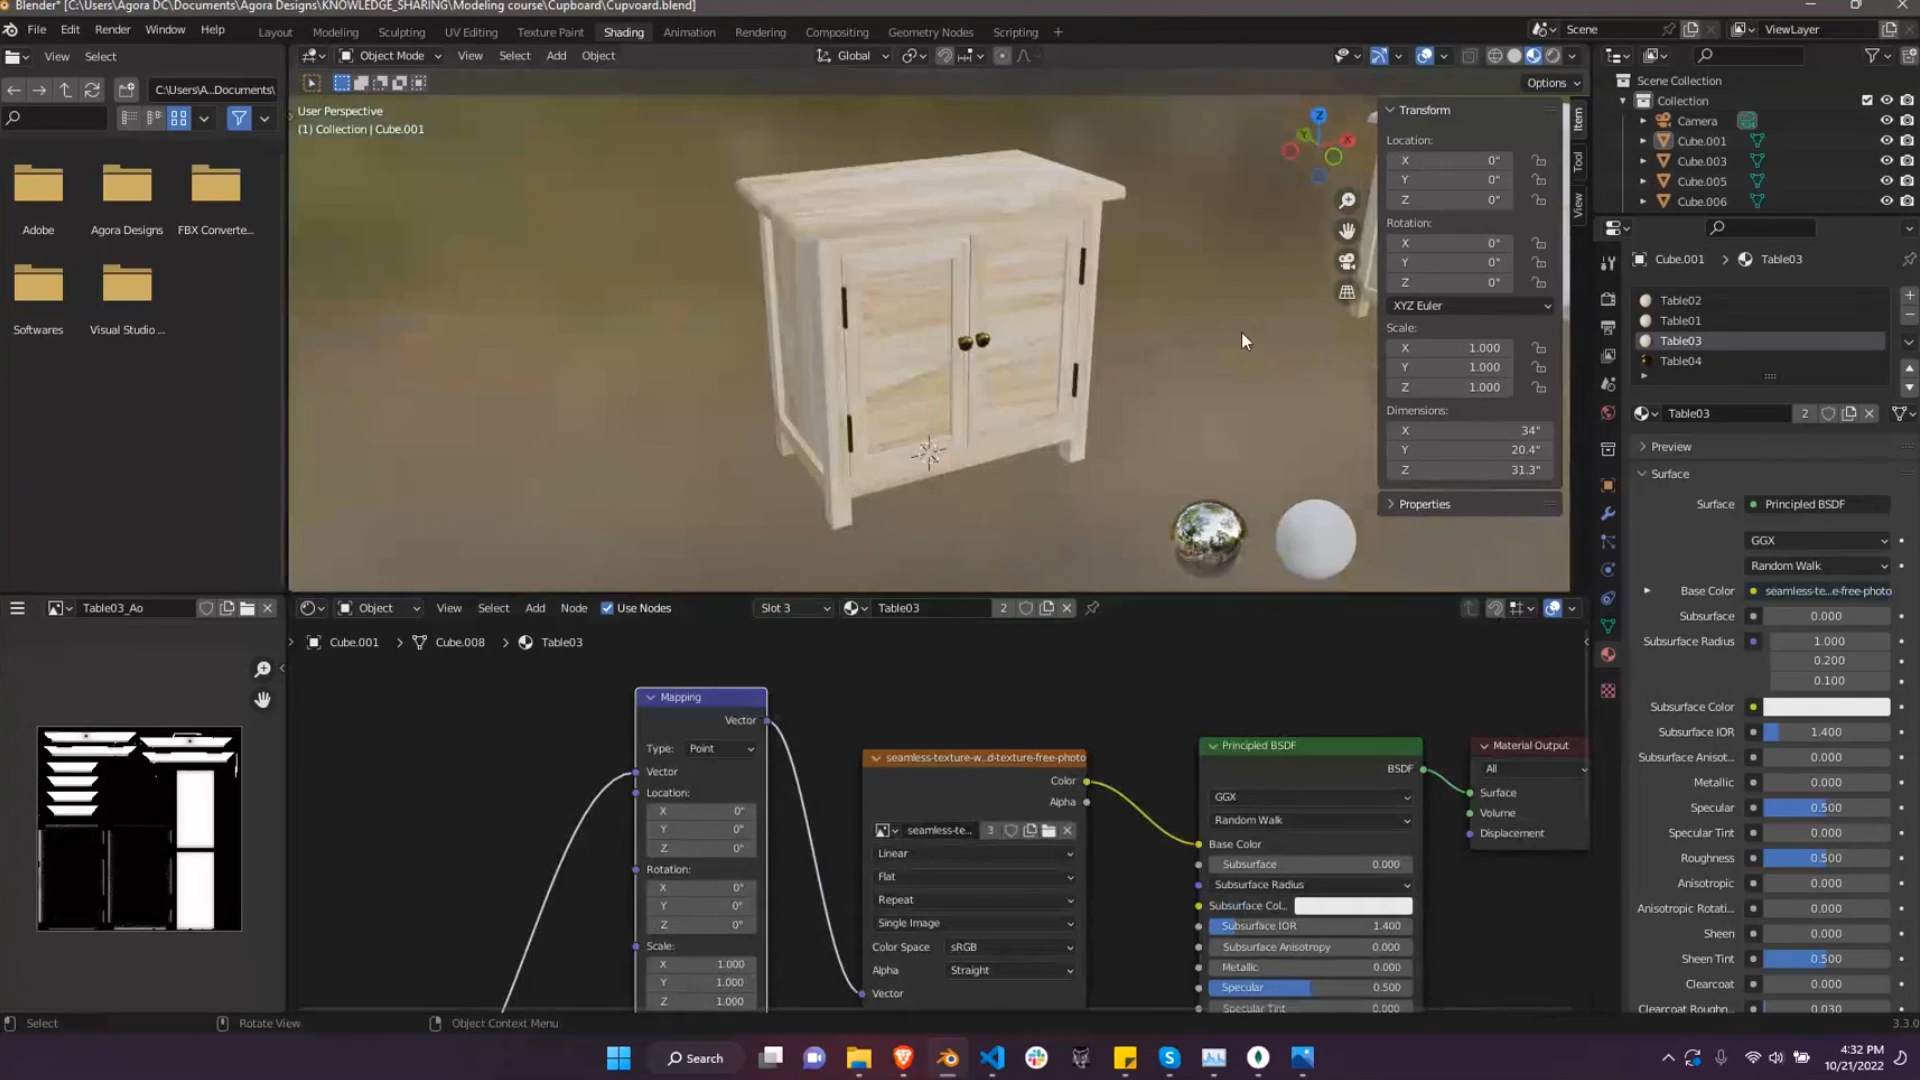 Blender* [C:\Users\Agora DC\Documents\Agora Designs\KNOWLEDGE_SHARING\Modeling course\Cupboard\Cupvoard.blend]
File Edit Render Window Help
Layout Modeling Sculpting UV Editing Texture Paint Shading Animation Rendering Compositing Geometry Nodes Scripting +
Scene
ViewLayer
View Select
Object Mode View Select Add Object
Global
Options
C:\Users\A...Documents\
Adobe
Agora Designs
FBX Converte...
Softwares
Visual Studio ...
User Perspective
(1) Collection | Cube.001
X
Y
Z
Transform
Location:
X 0"
Y 0"
Z 0"
Rotation:
X 0°
Y 0°
Z 0°
XYZ Euler
Scale:
X 1.000
Y 1.000
Z 1.000
Dimensions:
X 34"
Y 20.4"
Z 31.3"
Properties
Item
Tool
View
Scene Collection
Collection
Camera
Cube.001
Cube.003
Cube.005
Cube.006
Cube.001 > Table03
Table02
Table01
Table03
Table04
Table03 2
Preview
Surface
Surface Principled BSDF
GGX
Random Walk
Base Color seamless-te...e-free-photo
Subsurface 0.000
Subsurface Radius 1.000
0.200
0.100
Subsurface Color
Subsurface IOR 1.400
Subsurface Anisot... 0.000
Metallic 0.000
Specular 0.500
Specular Tint 0.000
Roughness 0.500
Anisotropic 0.000
Anisotropic Rotati... 0.000
Sheen 0.000
Sheen Tint 0.500
Clearcoat 0.000
Clearcoat Roughn... 0.030
Table03_Ao
Object View Select Add Node Use Nodes Slot 3 Table03 2
Cube.001 > Cube.008 > Table03
Mapping
Vector
Type: Point
Vector
Location:
X 0"
Y 0"
Z 0"
Rotation:
X 0°
Y 0°
Z 0°
Scale:
X 1.000
Y 1.000
Z 1.000
seamless-texture-w...d-texture-free-photo
Color
Alpha
seamless-te... 3
Linear
Flat
Repeat
Single Image
Color Space sRGB
Alpha Straight
Vector
Principled BSDF
BSDF
GGX
Random Walk
Base Color
Subsurface 0.000
Subsurface Radius
Subsurface Col...
Subsurface IOR 1.400
Subsurface Anisotropy 0.000
Metallic 0.000
Specular 0.500
Specular Tint 0.000
Material Output
All
Surface
Volume
Displacement
Select
Rotate View
Object Context Menu
3.3.0
Search
4:32 PM
10/21/2022